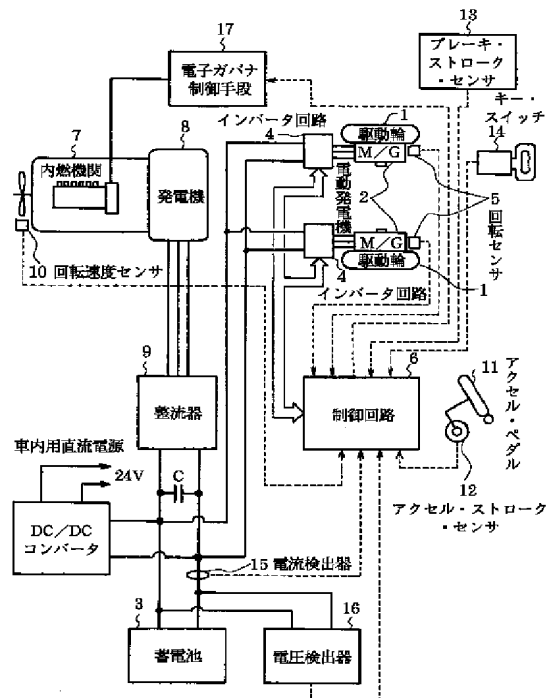 17
電子ガバナ
制御手段
13
ブレーキ・
ストローク・
センサ
キー・
スイッチ
14
インバータ回路
4
1
駆動輪
M/G
7
内燃機関
8
発電機
電動発電機
2
5 回転センサ
M/G
駆動輪
4
1
インバータ回路
10 回転速度センサ
9
整流器
6
制御回路
11
アクセル・
ペダル
12
アクセル・ストローク
・センサ
車内用直流電源
24V
C
DC/DC
コンバータ
15 電流検出器
3
蓄電池
16
電圧検出器